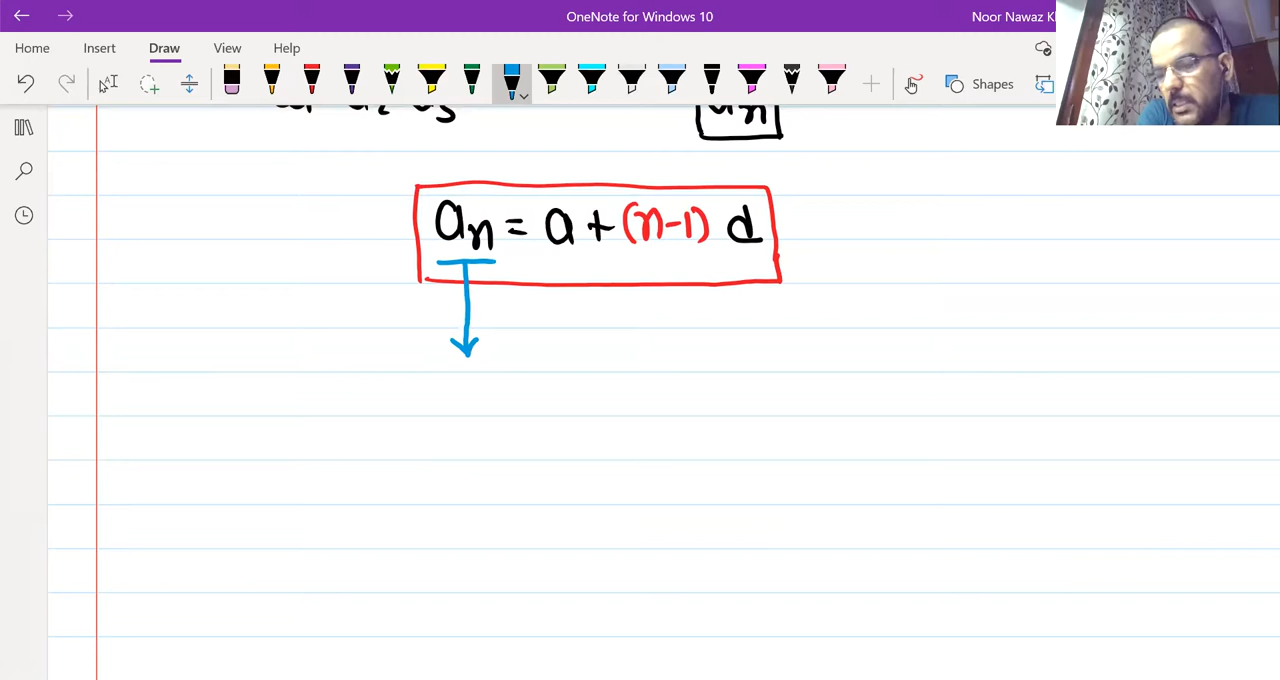 OneNote for Windows 10
Noor Nawaz
Home Insert Draw View Help
Shapes
aₙ = a + (n-1) d